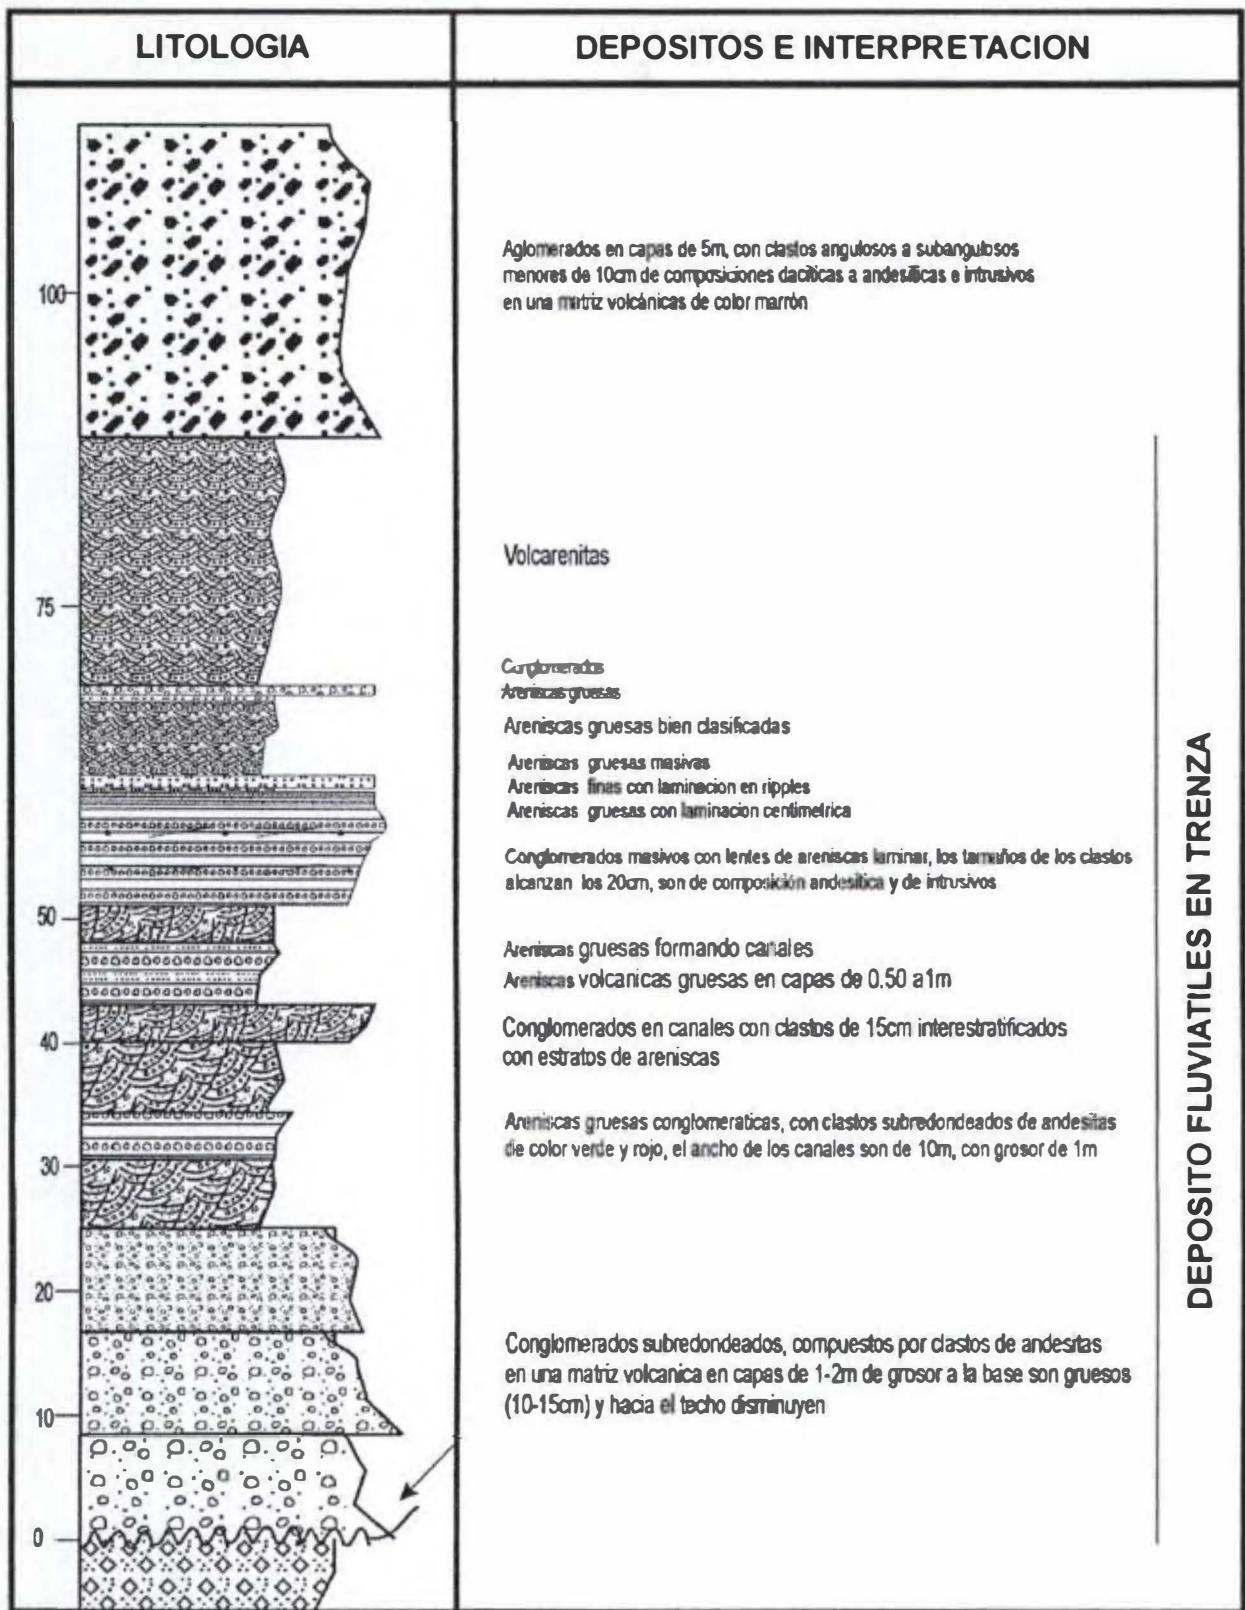 LITOLOGIA
DEPOSITOS E INTERPRETACION
Aglomerados en capas de 5m, con clastos angulosos a subangulosos
menores de 10cm de composiciones dacíticas a andesíticas e intrusivos
en una matriz volcánicas de color marrón
100
Volcarenitas
75
Conglomerados
Areniscas gruesas
Areniscas gruesas bien clasificadas
Areniscas gruesas masivas
Areniscas finas con laminacion en ripples
Areniscas gruesas con laminacion centimetrica
Conglomerados masivos con lentes de areniscas laminar, los tamaños de los clastos
alcanzan los 20cm, son de composición andesítica y de intrusivos
50
Areniscas gruesas formando canales
Areniscas volcanicas gruesas en capas de 0.50 a1m
Conglomerados en canales con clastos de 15cm interestratificados
con estratos de areniscas
40
Areniscas gruesas conglomeraticas, con clastos subredondeados de andesitas
de color verde y rojo, el ancho de los canales son de 10m, con grosor de 1m
30
20
Conglomerados subredondeados, compuestos por clastos de andesitas
en una matriz volcanica en capas de 1-2m de grosor a la base son gruesos
(10-15cm) y hacia el techo disminuyen
10
0
DEPOSITO FLUVIATILES EN TRENZA